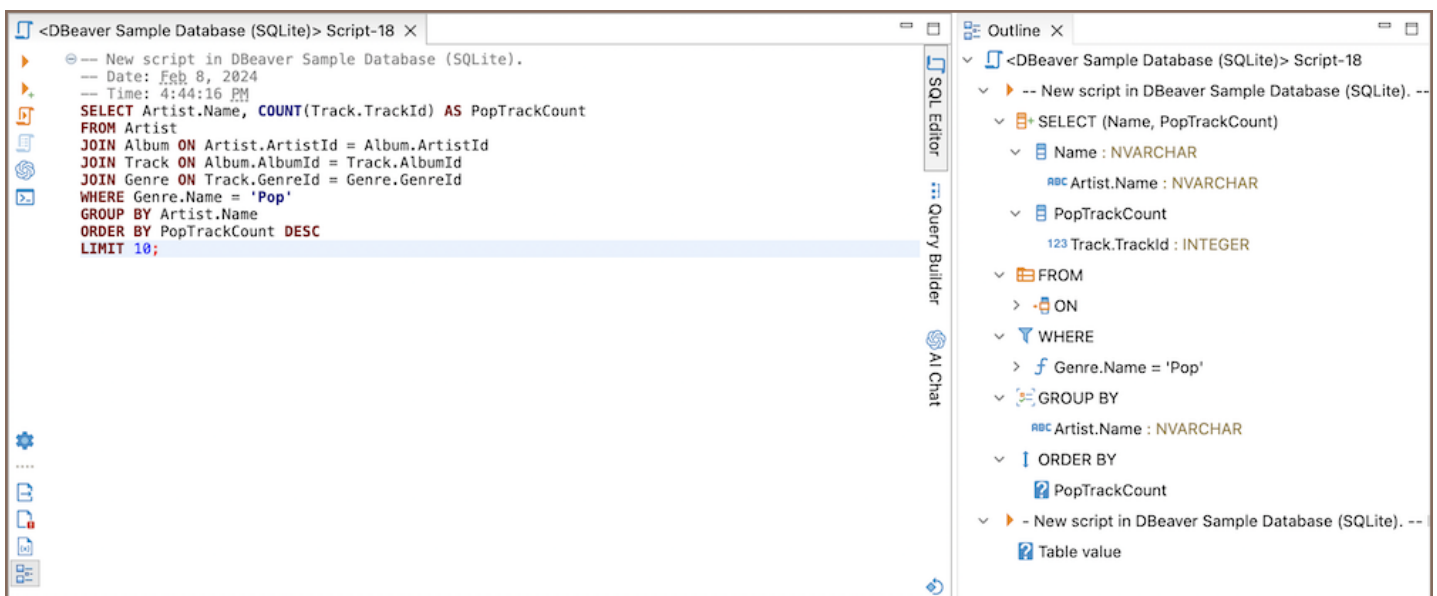 <DBeaver Sample Database (SQLite)> Script-18
-- New script in DBeaver Sample Database (SQLite).
-- Date: Feb 8, 2024
-- Time: 4:44:16 PM
SELECT Artist.Name, COUNT(Track.TrackId) AS PopTrackCount
FROM Artist
JOIN Album ON Artist.ArtistId = Album.ArtistId
JOIN Track ON Album.AlbumId = Track.AlbumId
JOIN Genre ON Track.GenreId = Genre.GenreId
WHERE Genre.Name = 'Pop'
GROUP BY Artist.Name
ORDER BY PopTrackCount DESC
LIMIT 10;
SQL Editor
Query Builder
AI Chat
Outline
<DBeaver Sample Database (SQLite)> Script-18
-- New script in DBeaver Sample Database (SQLite). --
SELECT (Name, PopTrackCount)
Name : NVARCHAR
ABC Artist.Name : NVARCHAR
PopTrackCount
123 Track.TrackId : INTEGER
FROM
ON
WHERE
Genre.Name = 'Pop'
GROUP BY
ABC Artist.Name : NVARCHAR
ORDER BY
PopTrackCount
- New script in DBeaver Sample Database (SQLite). --
Table value